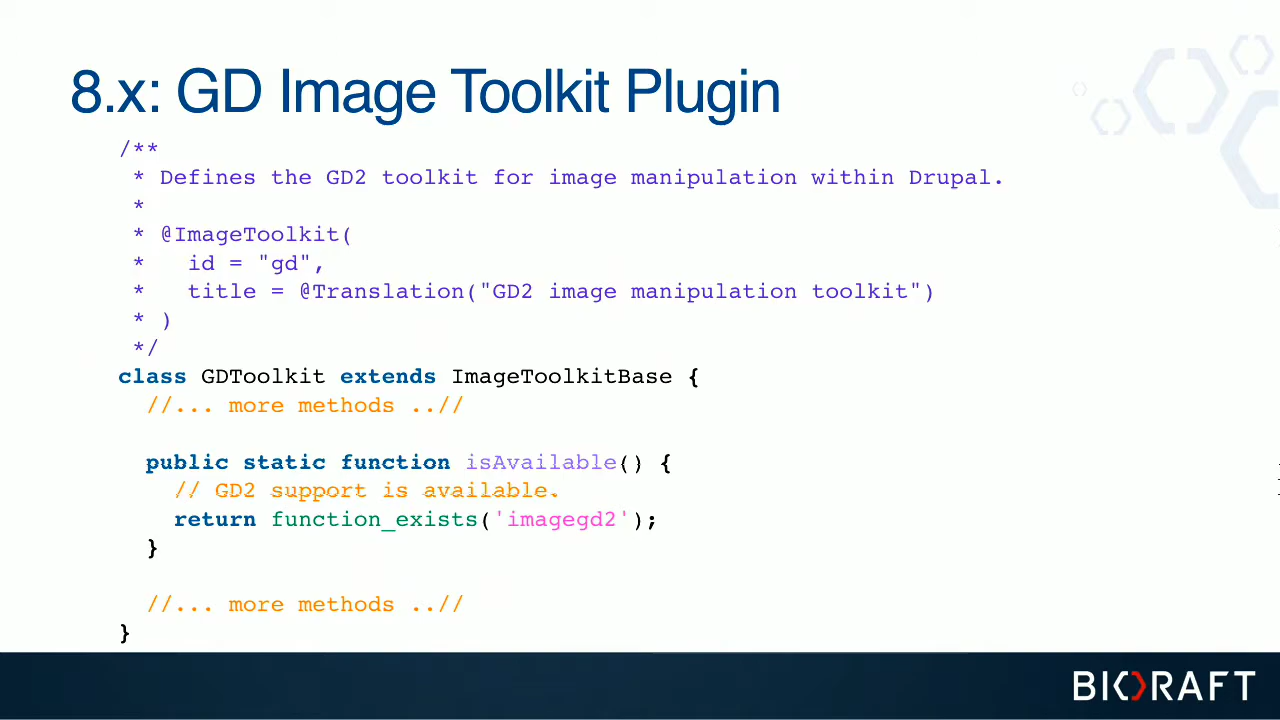 8.x: GD Image Toolkit Plugin
/**
 * Defines the GD2 toolkit for image manipulation within Drupal.
 *
 * @ImageToolkit(
 *   id = "gd",
 *   title = @Translation("GD2 image manipulation toolkit")
 * )
 */
class GDToolkit extends ImageToolkitBase {
  //... more methods ..//

  public static function isAvailable() {
    // GD2 support is available.
    return function_exists('imagegd2');
  }

  //... more methods ..//
}
BIORAFT